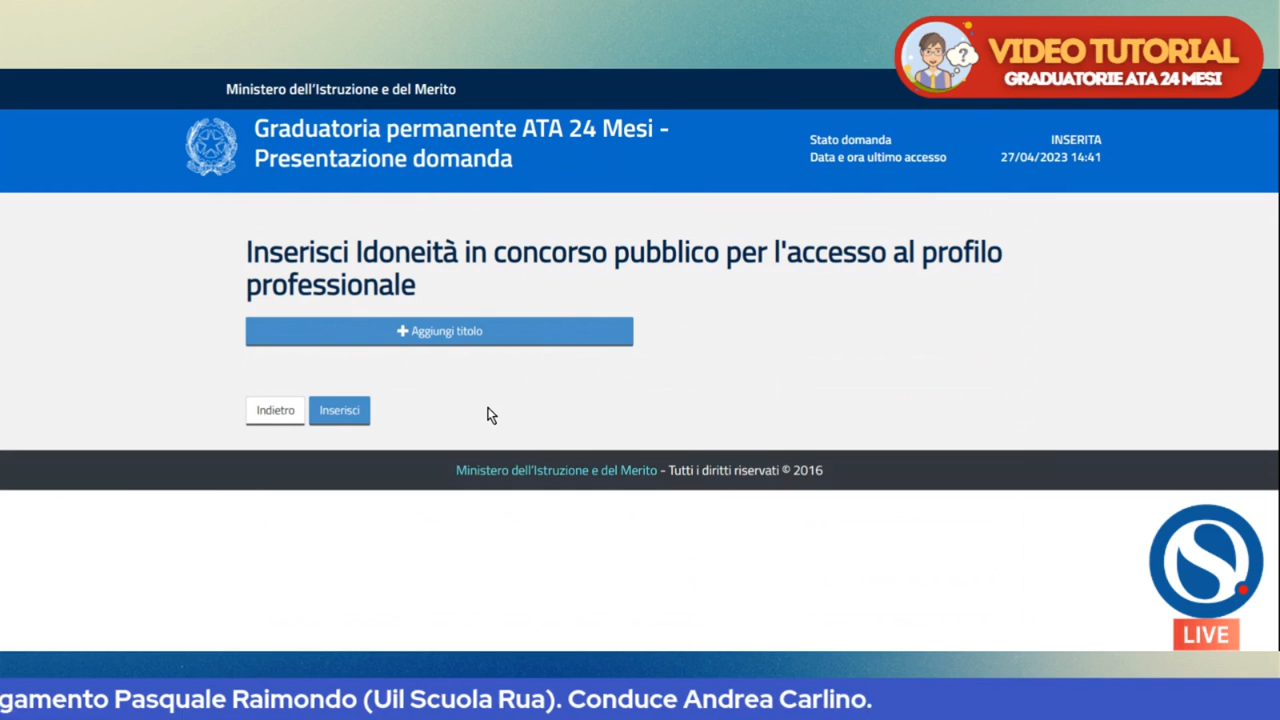 VIDEO TUTORIAL
GRADUATORIE ATA 24 MESI
Ministero dell'Istruzione e del Merito
Graduatoria permanente ATA 24 Mesi -
Presentazione domanda
Stato domanda INSERITA
Data e ora ultimo accesso 27/04/2023 14:41
Inserisci Idoneità in concorso pubblico per l'accesso al profilo
professionale
Aggiungi titolo
Indietro Inserisci
Ministero dell'Istruzione e del Merito - Tutti i diritti riservati © 2016
LIVE
gamento Pasquale Raimondo (Uil Scuola Rua). Conduce Andrea Carlino.